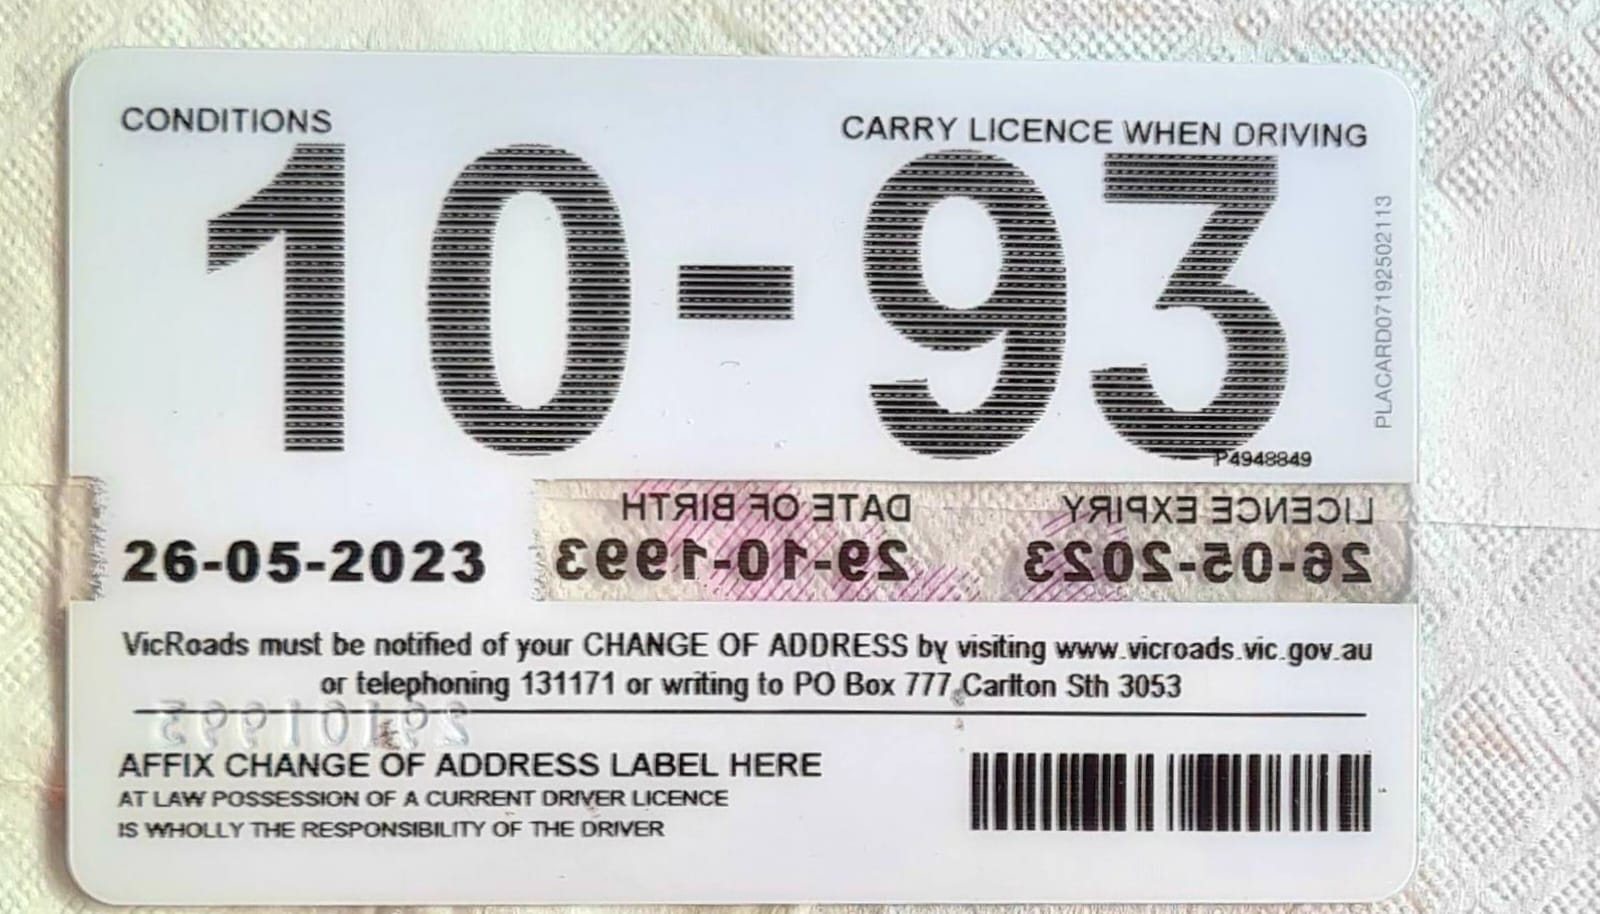 CONDITIONS
CARRY LICENCE WHEN DRIVING
10-93
PLACARD07192502113
P4948849
DATE OF BIRTH
LICENCE EXPIRY
26-05-2023
29-10-1993
26-05-2023
VicRoads must be notified of your CHANGE OF ADDRESS by visiting www.vicroads.vic.gov.au
or telephoning 131171 or writing to PO Box 777 Carlton Sth 3053
AFFIX CHANGE OF ADDRESS LABEL HERE
AT LAW POSSESSION OF A CURRENT DRIVER LICENCE
IS WHOLLY THE RESPONSIBILITY OF THE DRIVER